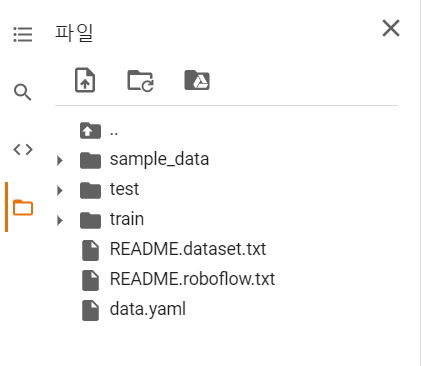 파일
..
sample_data
test
train
README.dataset.txt
README.roboflow.txt
data.yaml